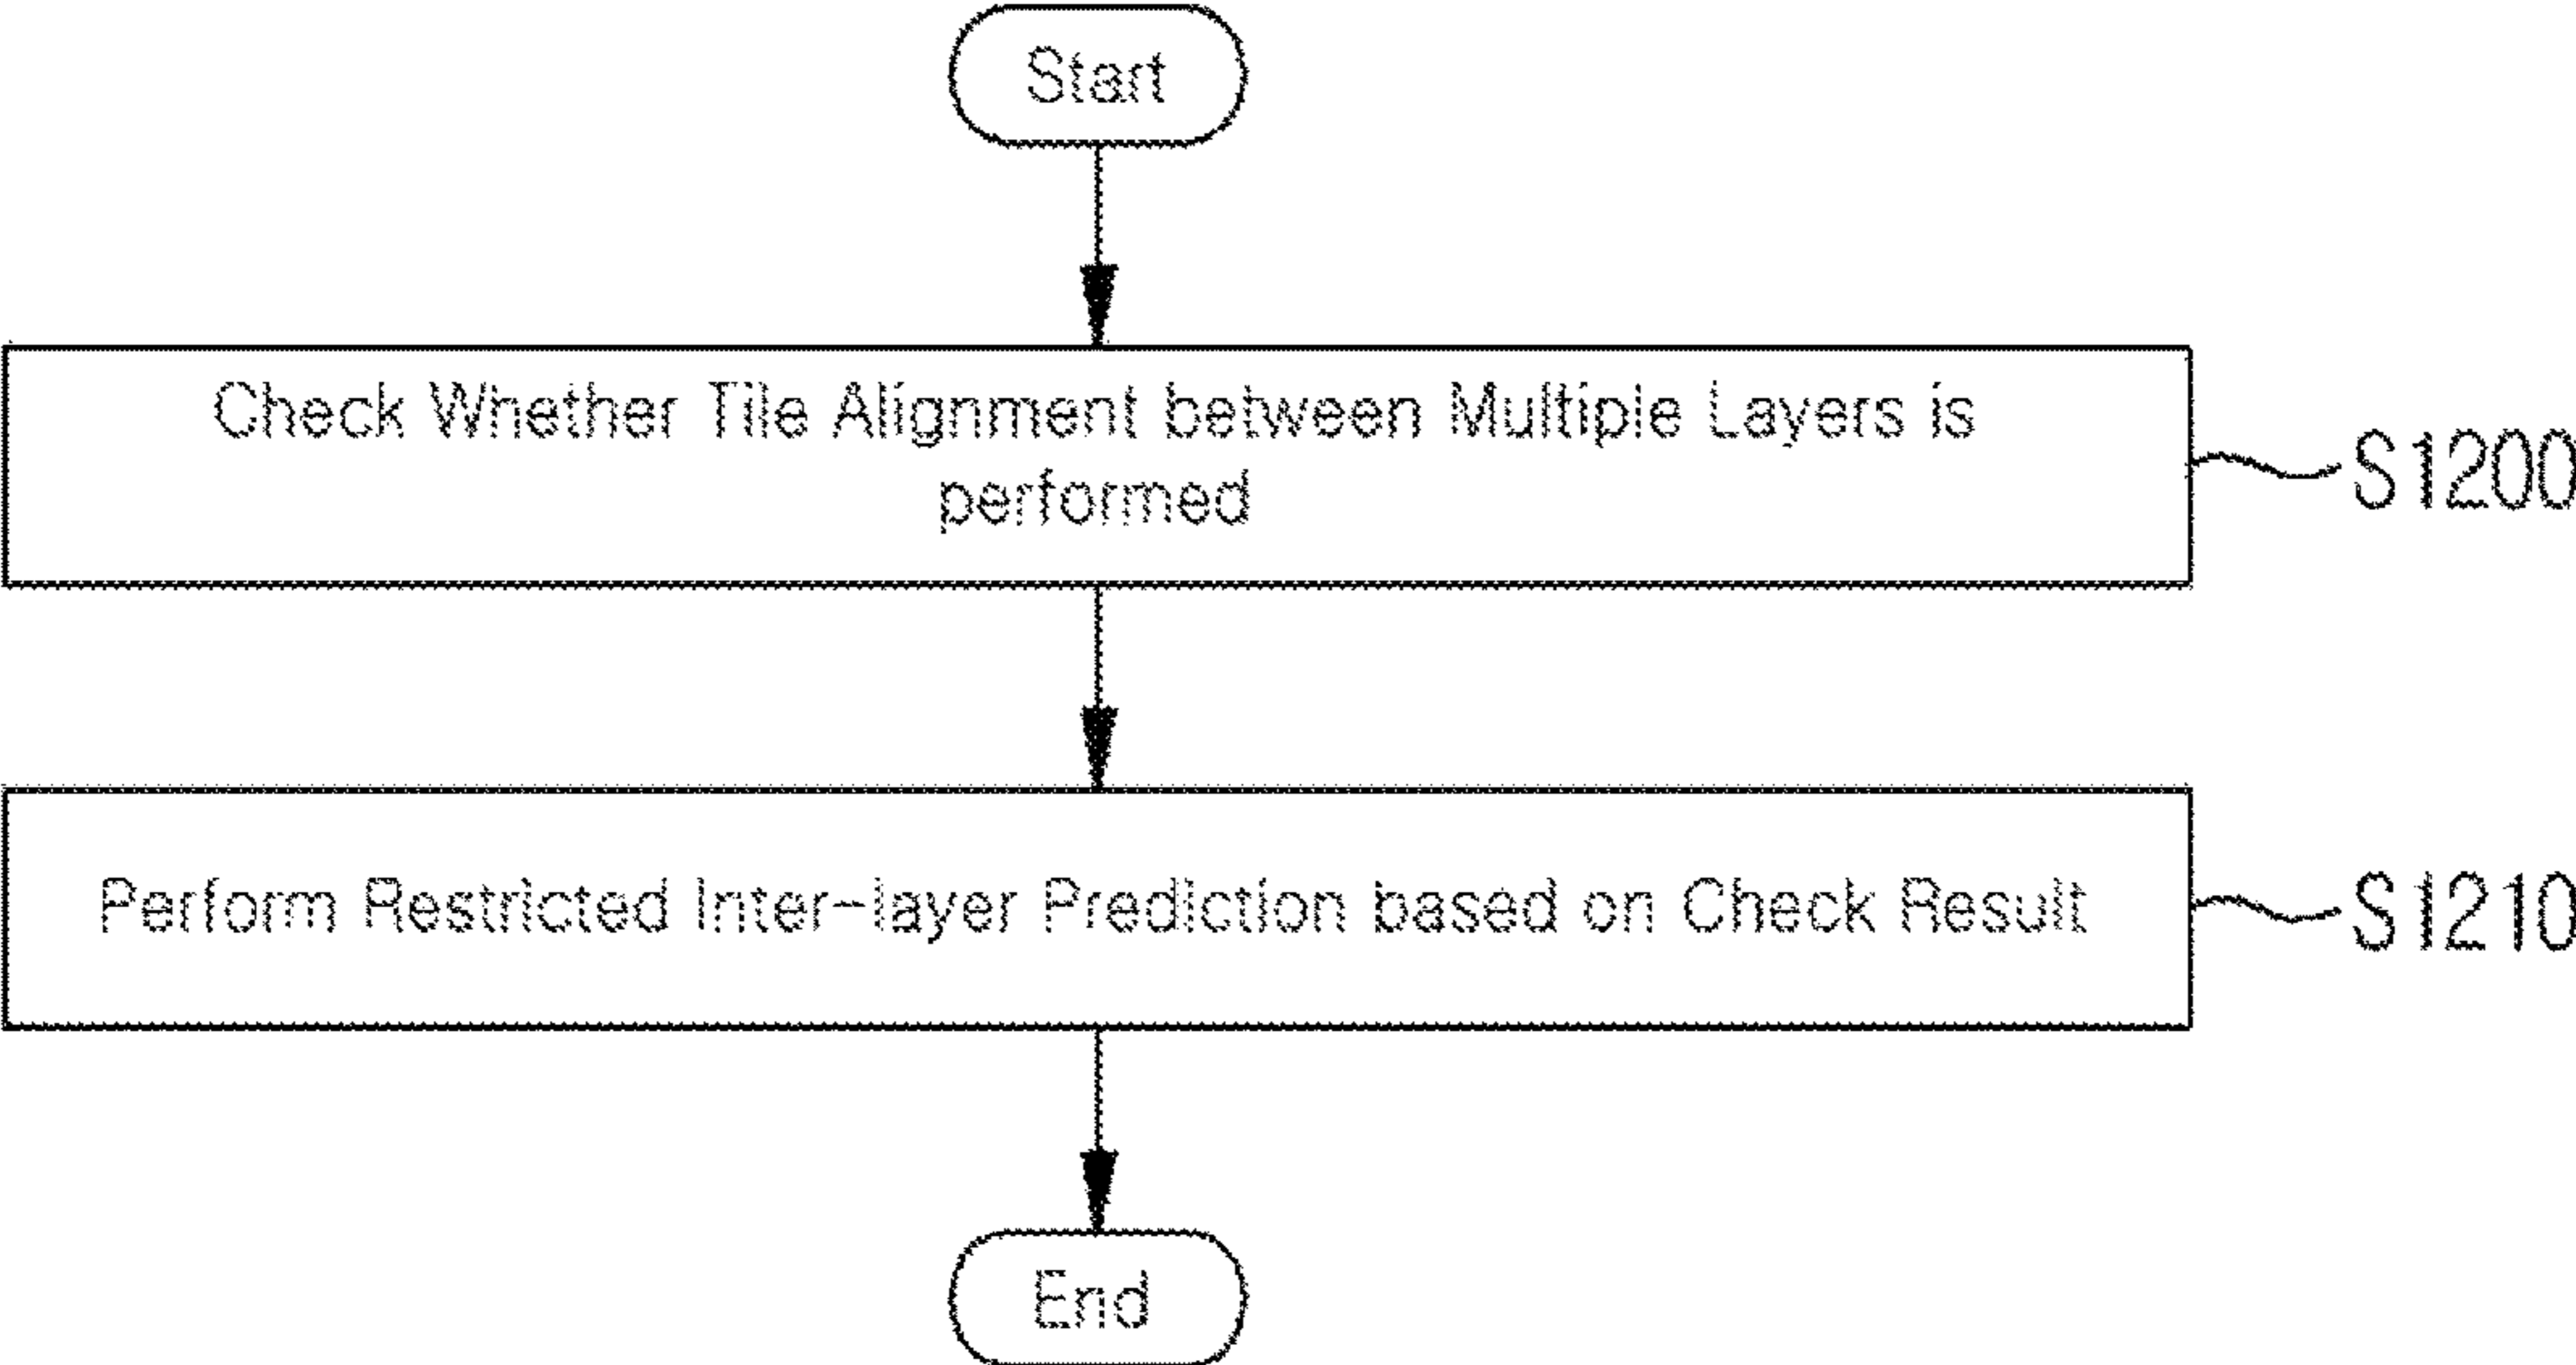 Start
Check Whether Tile Alignment between Multiple Layers is
performed
S1200
Perform Restricted Inter-layer Prediction based on Check Result
S1210
End